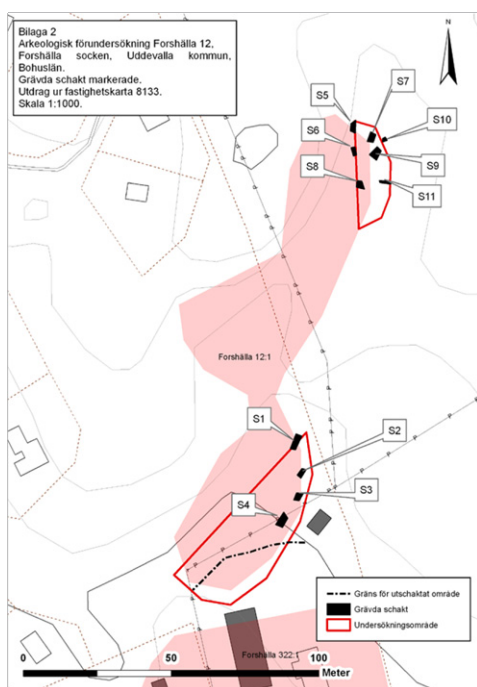 Bilaga 2
Arkeologisk förundersökning Forshälla 12,
Forshälla socken, Uddevalla kommun,
Bohuslän.
Grävda schakt markerade.
Utdrag ur fastighetskarta 8133.
Skala 1:1000.
N
S5
S7
S6
S10
S8
S9
S11
Forshälla 12:1
S1
S2
S3
S4
Gräns för utschaktat område
Grävda schakt
Undersökningsområde
Forshälla 322:1
0 50 100
Meter